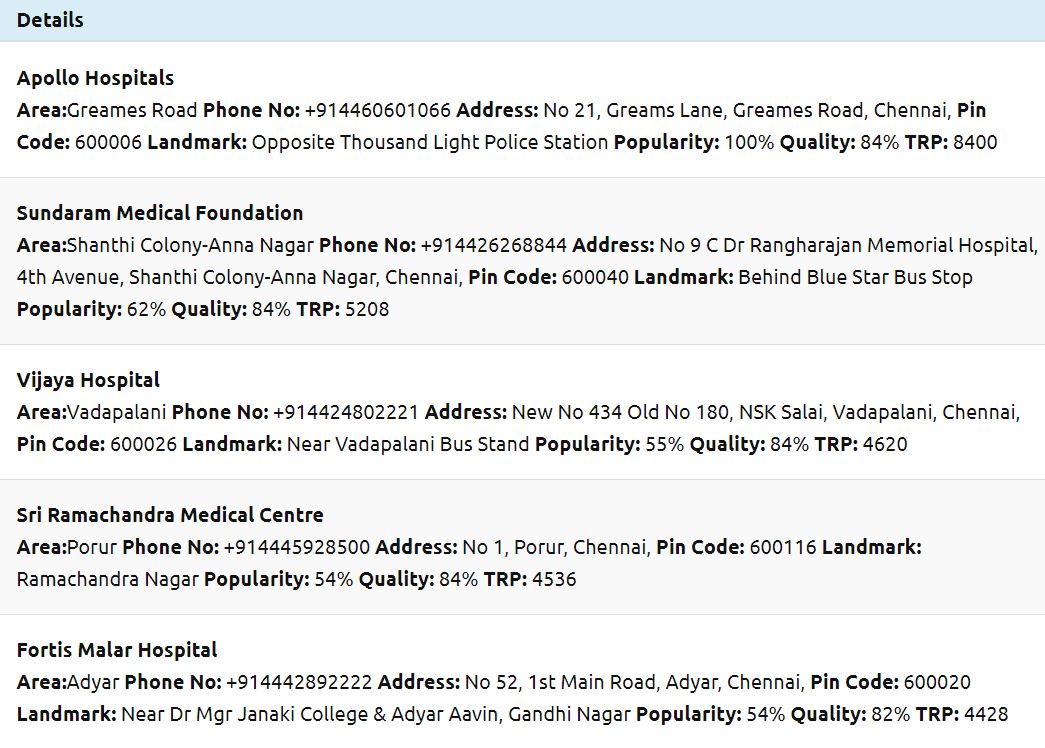 Details
Apollo Hospitals
Area:Greames Road Phone No: +914460601066 Address: No 21, Greams Lane, Greames Road, Chennai, Pin
Code: 600006 Landmark: Opposite Thousand Light Police Station Popularity: 100% Quality: 84% TRP: 8400
Sundaram Medical Foundation
Area:Shanthi Colony-Anna Nagar Phone No: +914426268844 Address: No 9 C Dr Rangharajan Memorial Hospital,
4th Avenue, Shanthi Colony-Anna Nagar, Chennai, Pin Code: 600040 Landmark: Behind Blue Star Bus Stop
Popularity: 62% Quality: 84% TRP: 5208
Vijaya Hospital
Area:Vadapalani Phone No: +914424802221 Address: New No 434 Old No 180, NSK Salai, Vadapalani, Chennai,
Pin Code: 600026 Landmark: Near Vadapalani Bus Stand Popularity: 55% Quality: 84% TRP: 4620
Sri Ramachandra Medical Centre
Area:Porur Phone No: +914445928500 Address: No 1, Porur, Chennai, Pin Code: 600116 Landmark:
Ramachandra Nagar Popularity: 54% Quality: 84% TRP: 4536
Fortis Malar Hospital
Area:Adyar Phone No: +914442892222 Address: No 52, 1st Main Road, Adyar, Chennai, Pin Code: 600020
Landmark: Near Dr Mgr Janaki College & Adyar Aavin, Gandhi Nagar Popularity: 54% Quality: 82% TRP: 4428